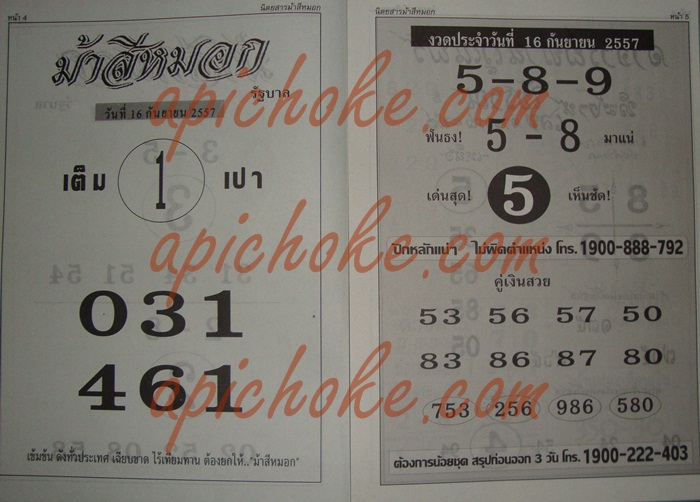 หน้า 4
นิตยสารม้าสีหมอก
ม้าสีหมอก
รัฐบาล
วันที่ 16 กันยายน 2557
เต็ม 1 เปา
031
461
เข้มข้น ดังทั่วประเทศ เฉียบขาด ไร้เทียมทาน ต้องยกให้.."ม้าสีหมอก"
นิตยสารม้าสีหมอก
หน้า 5
งวดประจำวันที่ 16 กันยายน 2557
5-8-9
ฟันธง! 5 - 8 มาแน่
เด่นสุด! 5 เห็นชัด!
ปักหลักแม่นๆ ไม่ผิดตำแหน่ง โทร. 1900-888-792
คู่เงินสวย
53 56 57 50
83 86 87 80
753 256 986 580
ต้องการน้อยชุด สรุปก่อนออก 3 วัน โทร. 1900-222-403
apichoke.com
apichoke.com
apichoke.com